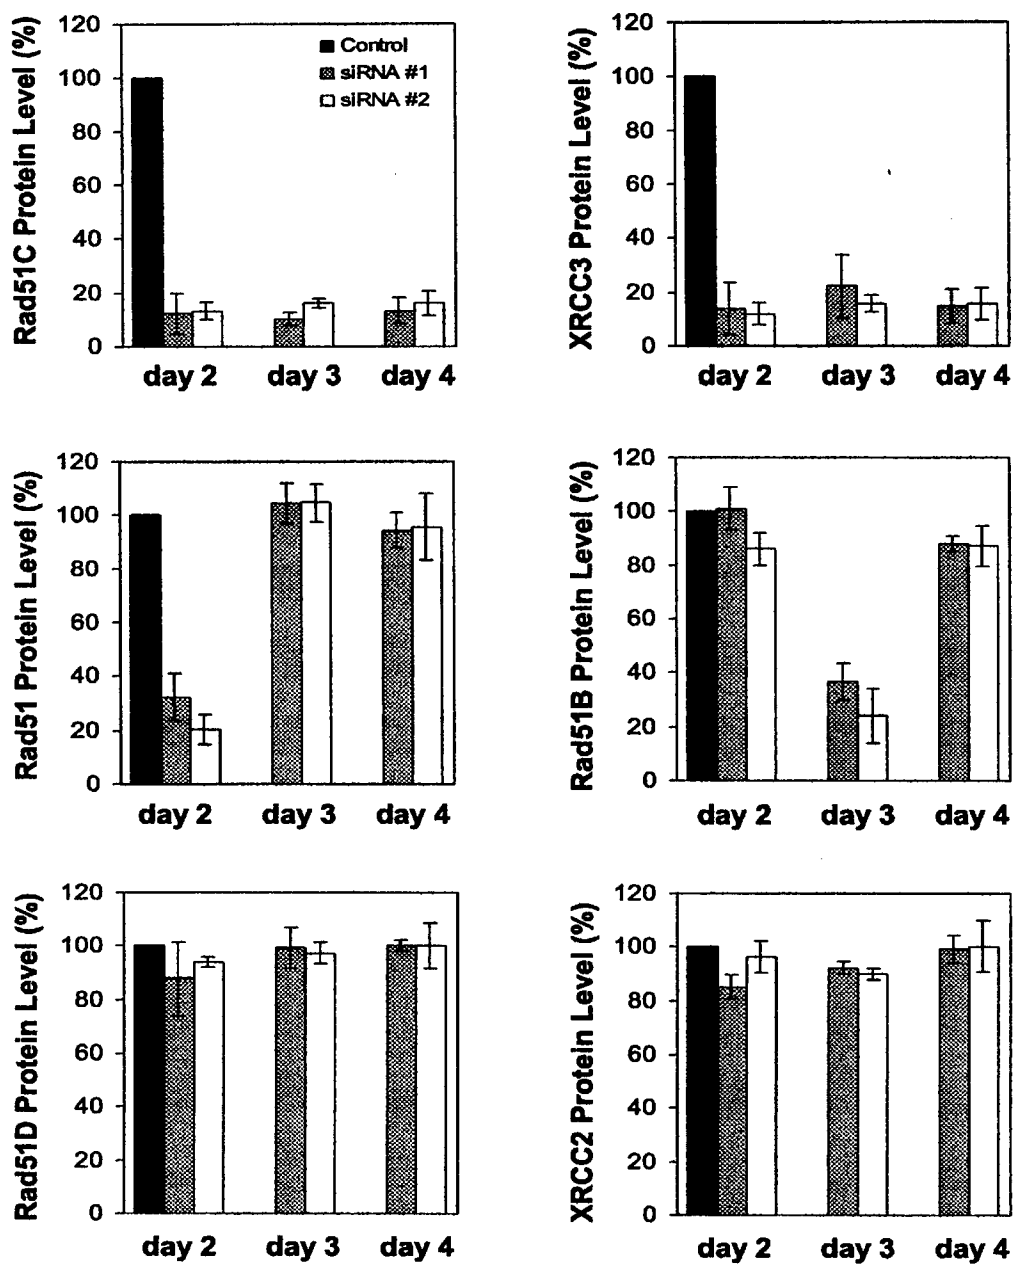 Rad51C Protein Level (%)
120
100
80
60
40
20
0
Control
siRNA #1
siRNA #2
day 2 day 3 day 4
XRCC3 Protein Level (%)
120
100
80
60
40
20
0
day 2 day 3 day 4
Rad51 Protein Level (%)
120
100
80
60
40
20
0
day 2 day 3 day 4
Rad51B Protein Level (%)
120
100
80
60
40
20
0
day 2 day 3 day 4
Rad51D Protein Level (%)
120
100
80
60
40
20
0
day 2 day 3 day 4
XRCC2 Protein Level (%)
120
100
80
60
40
20
0
day 2 day 3 day 4